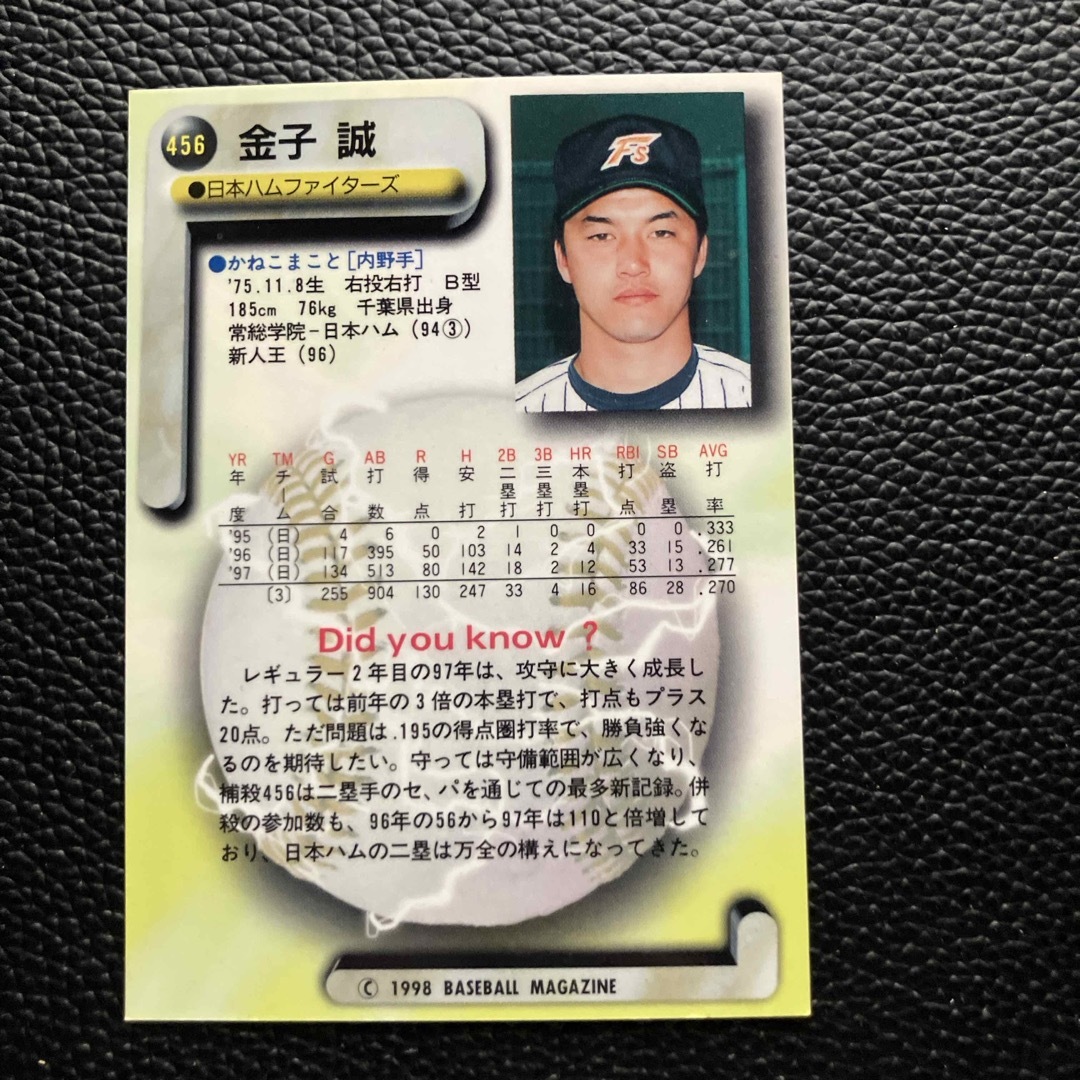 456 金子 誠
●日本ハムファイターズ
Fs
●かねこまこと［内野手］
'75.11.8生 右投右打 B型
185cm 76kg 千葉県出身
常総学院−日本ハム（94③）
新人王（96）
YR TM G AB R H 2B 3B HR RBI SB AVG
年度 チーム 試合 打数 得点 安打 二塁打 三塁打 本塁打 打点 盗塁 打率
'95 (日) 4 6 0 2 1 0 0 0 0 .333
'96 (日) 117 395 50 103 14 2 4 33 15 .261
'97 (日) 134 513 80 142 18 2 12 53 13 .277
〔3〕 255 904 130 247 33 4 16 86 28 .270
Did you know ?
レギュラー2年目の97年は、攻守に大きく成長し
た。打っては前年の3倍の本塁打で、打点もプラス
20点。ただ問題は.195の得点圏打率で、勝負強くな
るのを期待したい。守っては守備範囲が広くなり、
補殺456は二塁手のセ、パを通じての最多新記録。併
殺の参加数も、96年の56から97年は110と倍増して
おり、日本ハムの二塁は万全の構えになってきた。
© 1998 BASEBALL MAGAZINE